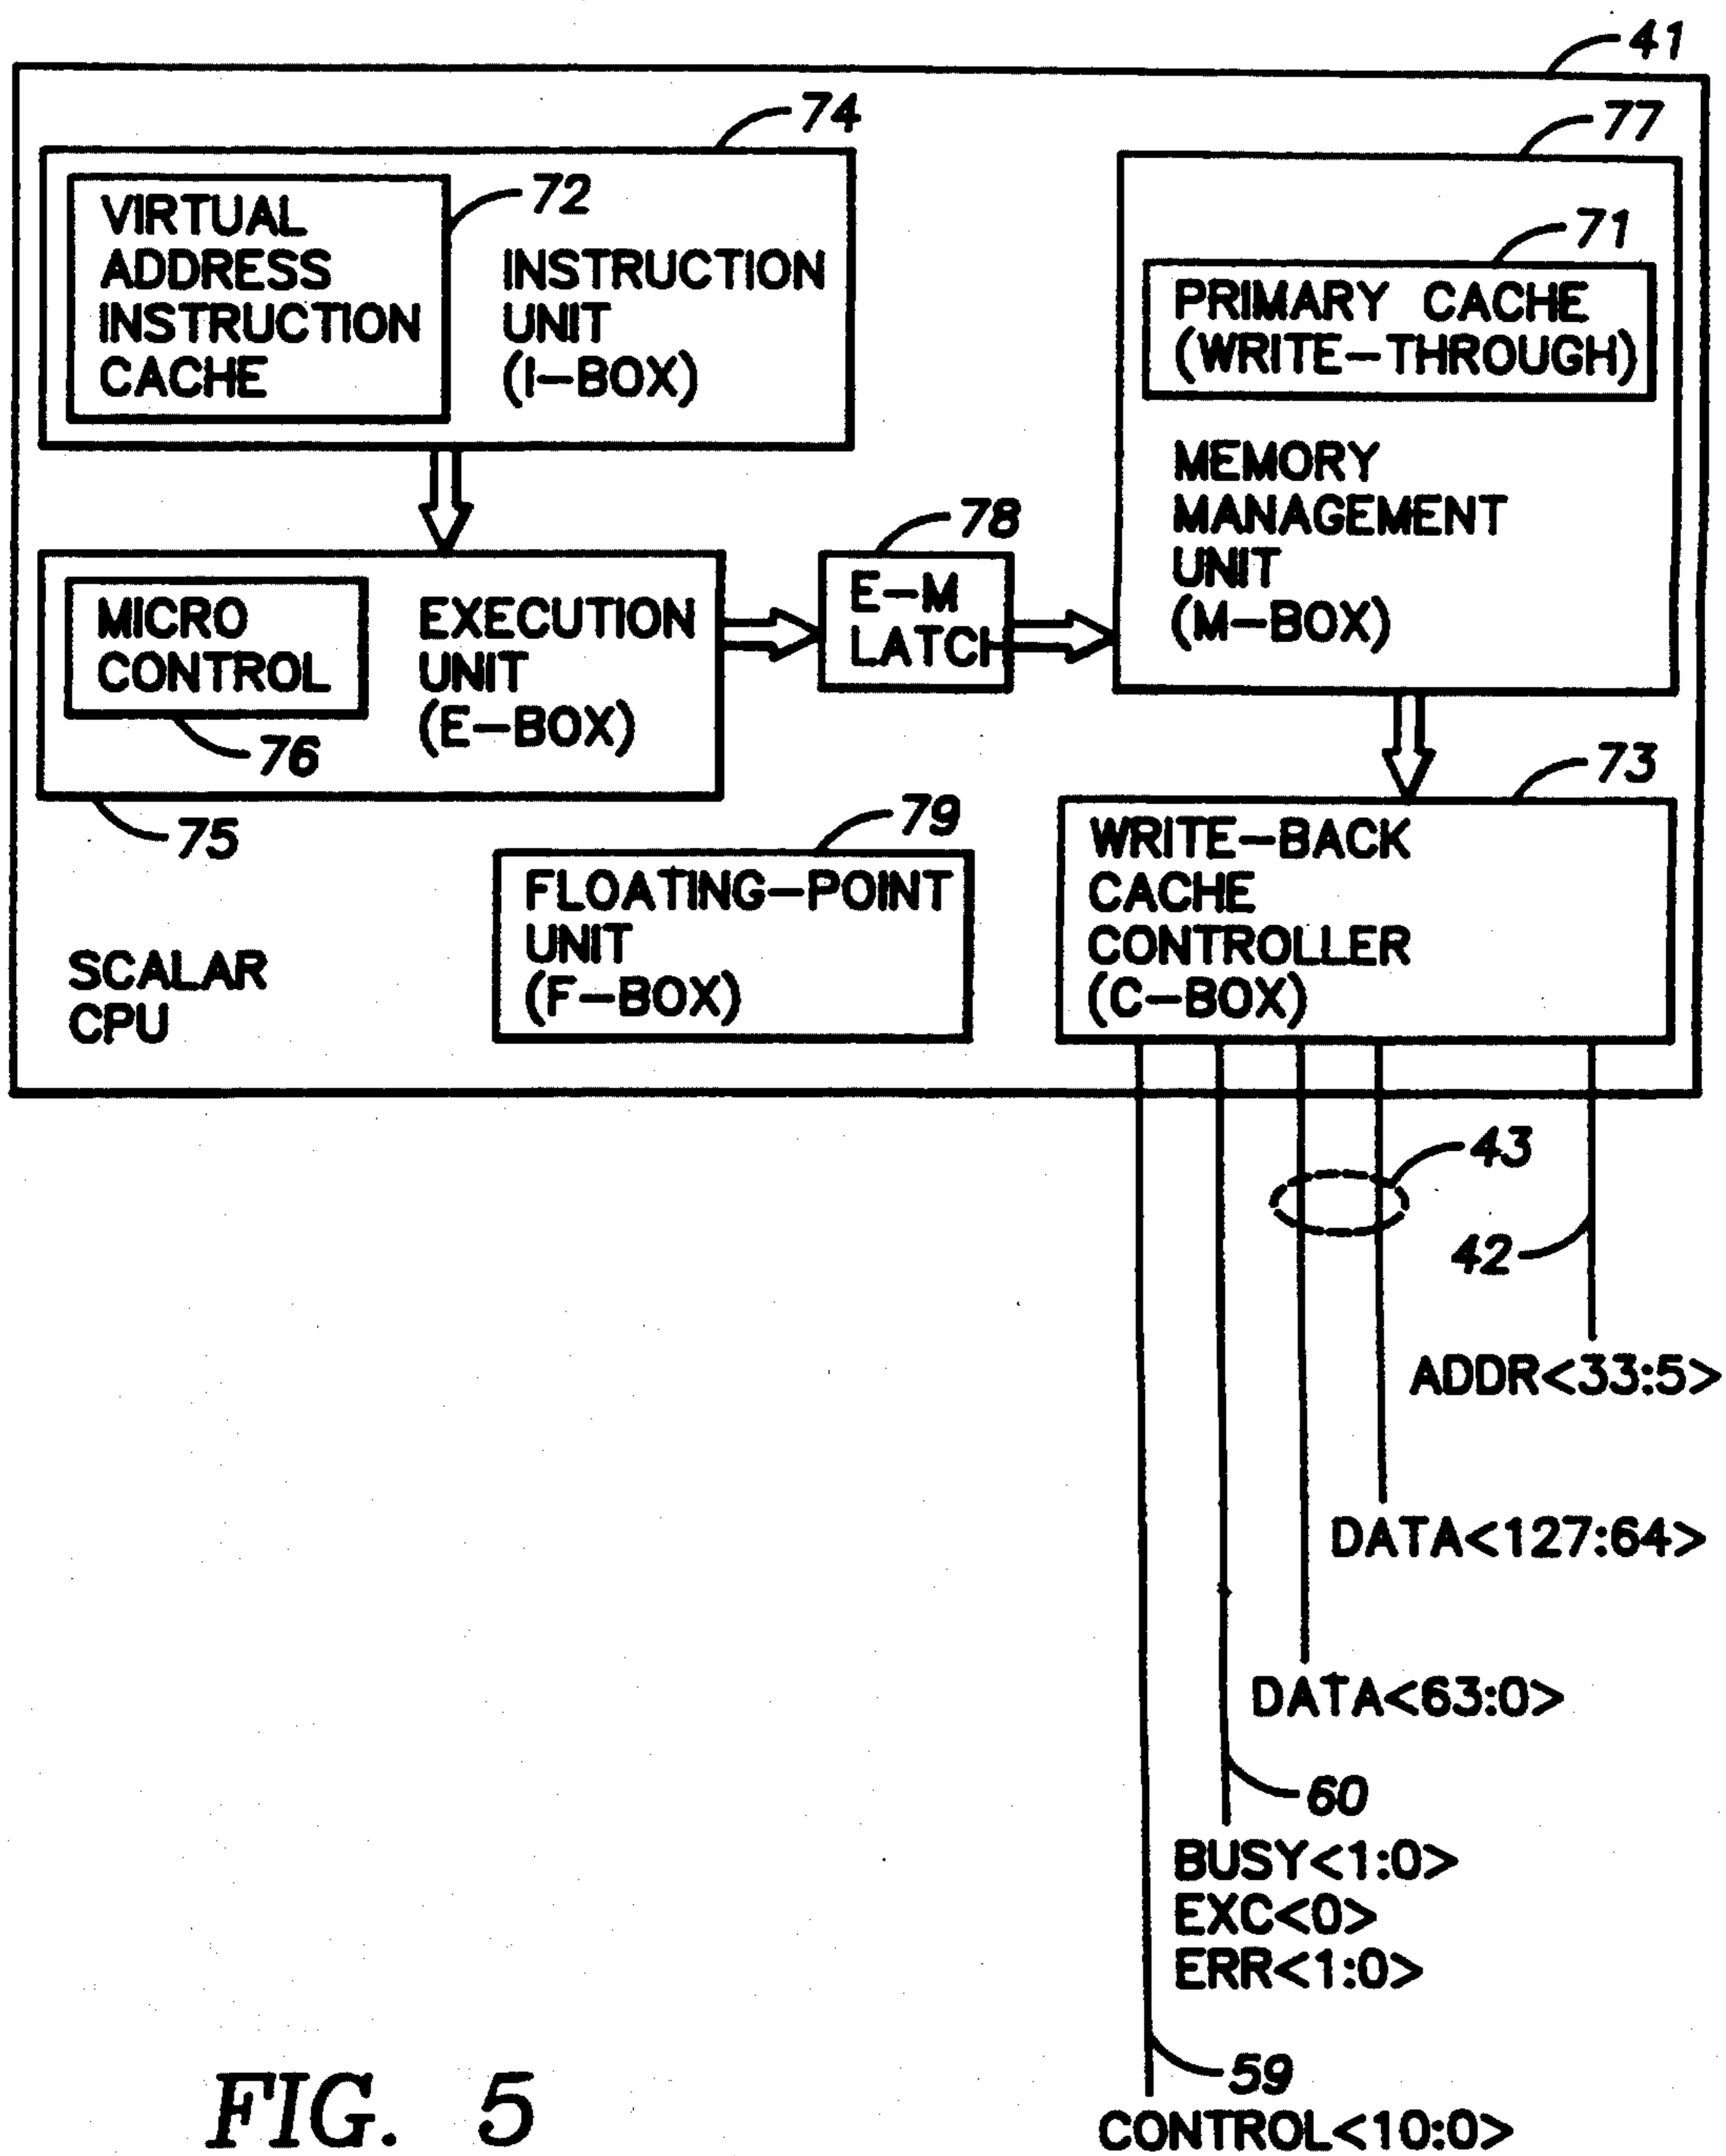 41
74
77
72
VIRTUAL
ADDRESS
INSTRUCTION
CACHE
INSTRUCTION
UNIT
(I-BOX)
71
PRIMARY CACHE
(WRITE-THROUGH)
MEMORY
MANAGEMENT
UNIT
(M-BOX)
78
E-M
LATCH
MICRO
CONTROL
EXECUTION
UNIT
(E-BOX)
76
75
73
79
FLOATING-POINT
UNIT
(F-BOX)
WRITE-BACK
CACHE
CONTROLLER
(C-BOX)
SCALAR
CPU
43
42
ADDR<33:5>
DATA<127:64>
DATA<63:0>
60
BUSY<1:0>
EXC<0>
ERR<1:0>
59
CONTROL<10:0>
FIG. 5